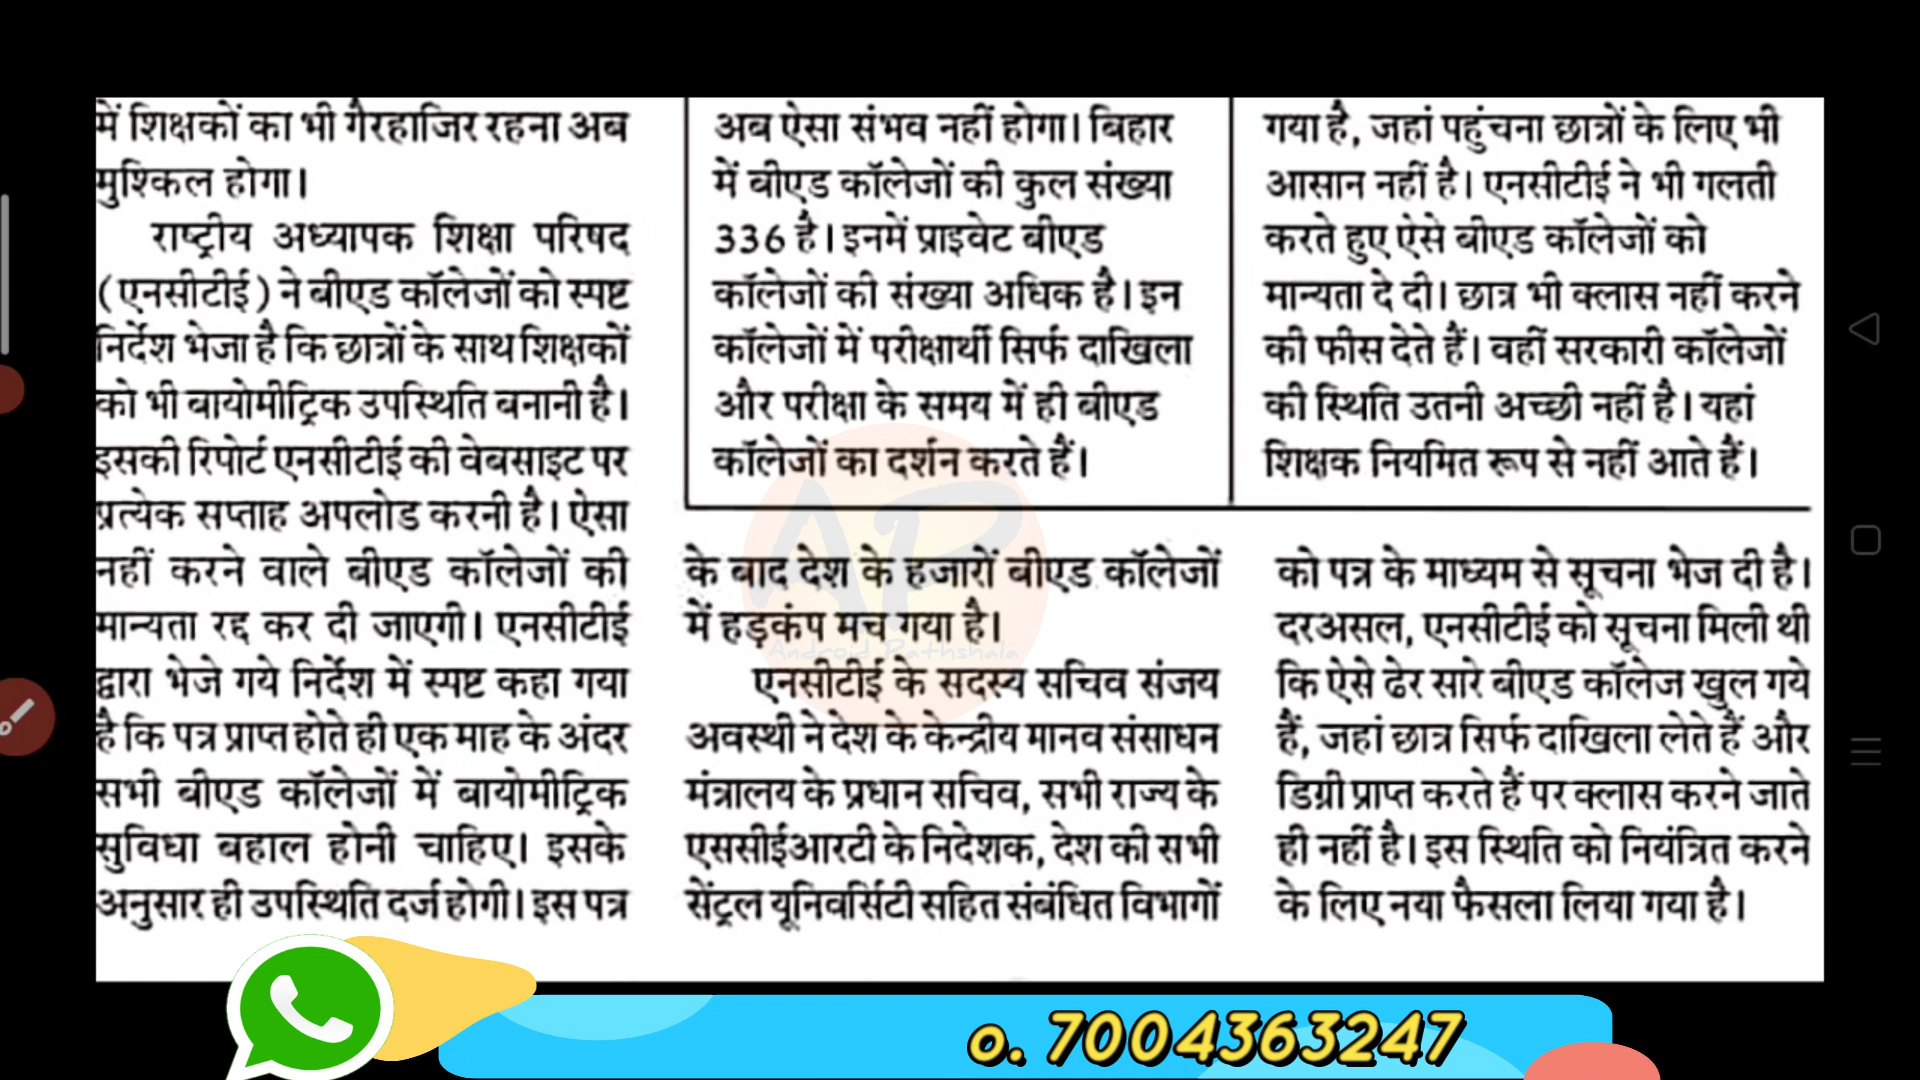 में शिक्षकों का भी गैरहाजिर रहना अब
मुश्किल होगा।
राष्ट्रीय अध्यापक शिक्षा परिषद
(एनसीटीई) ने बीएड कॉलेजों को स्पष्ट
निर्देश भेजा है कि छात्रों के साथ शिक्षकों
को भी बायोमीट्रिक उपस्थिति बनानी है।
इसकी रिपोर्ट एनसीटीई की वेबसाइट पर
प्रत्येक सप्ताह अपलोड करनी है। ऐसा
नहीं करने वाले बीएड कॉलेजों की
मान्यता रद्द कर दी जाएगी। एनसीटीई
द्वारा भेजे गये निर्देश में स्पष्ट कहा गया
है कि पत्र प्राप्त होते ही एक माह के अंदर
सभी बीएड कॉलेजों में बायोमीट्रिक
सुविधा बहाल होनी चाहिए। इसके
अनुसार ही उपस्थिति दर्ज होगी। इस पत्र
अब ऐसा संभव नहीं होगा। बिहार
में बीएड कॉलेजों की कुल संख्या
336 है। इनमें प्राइवेट बीएड
कॉलेजों की संख्या अधिक है। इन
कॉलेजों में परीक्षार्थी सिर्फ दाखिला
और परीक्षा के समय में ही बीएड
कॉलेजों का दर्शन करते हैं।
गया है, जहां पहुंचना छात्रों के लिए भी
आसान नहीं है। एनसीटीई ने भी गलती
करते हुए ऐसे बीएड कॉलेजों को
मान्यता दे दी। छात्र भी क्लास नहीं करने
की फीस देते हैं। वहीं सरकारी कॉलेजों
की स्थिति उतनी अच्छी नहीं है। यहां
शिक्षक नियमित रूप से नहीं आते हैं।
के बाद देश के हजारों बीएड कॉलेजों
में हड़कंप मच गया है।
एनसीटीई के सदस्य सचिव संजय
अवस्थी ने देश के केन्द्रीय मानव संसाधन
मंत्रालय के प्रधान सचिव, सभी राज्य के
एससीईआरटी के निदेशक, देश की सभी
सेंट्रल यूनिवर्सिटी सहित संबंधित विभागों
को पत्र के माध्यम से सूचना भेज दी है।
दरअसल, एनसीटीई को सूचना मिली थी
कि ऐसे ढेर सारे बीएड कॉलेज खुल गये
हैं, जहां छात्र सिर्फ दाखिला लेते हैं और
डिग्री प्राप्त करते हैं पर क्लास करने जाते
ही नहीं है। इस स्थिति को नियंत्रित करने
के लिए नया फैसला लिया गया है।
AP
Android Pathshala
o. 7004363247